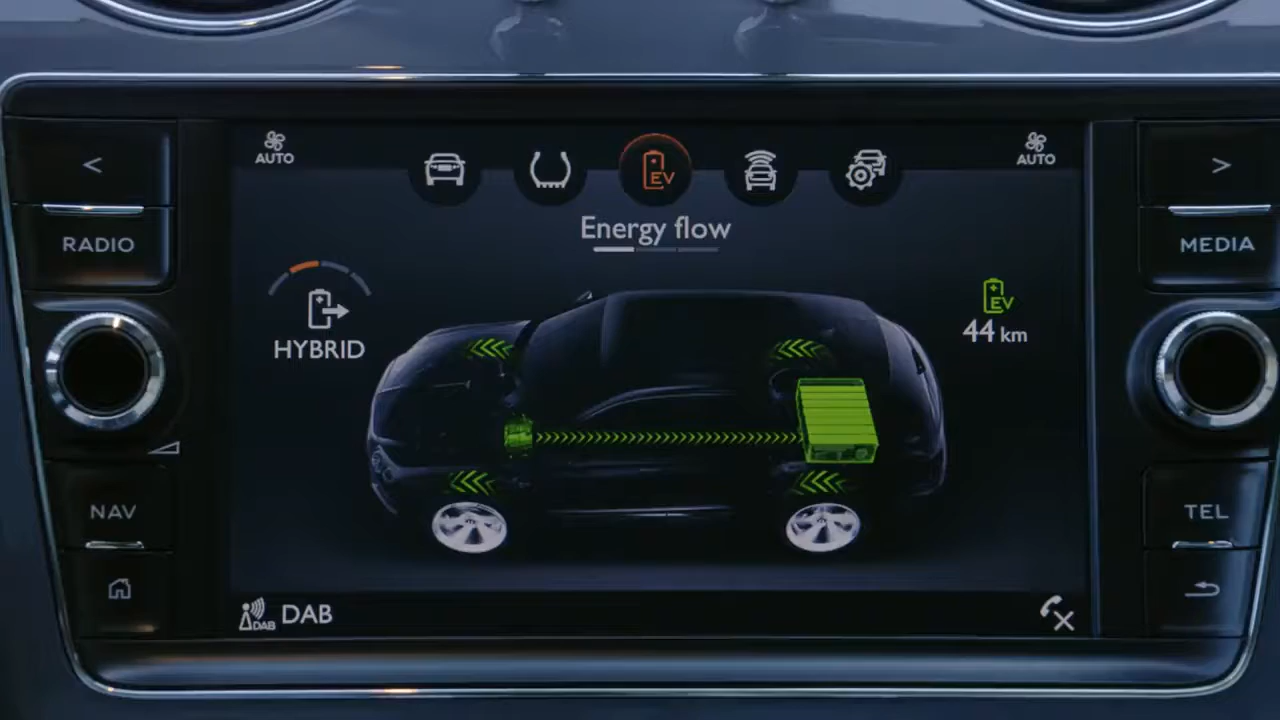 AUTO
AUTO
<
EV
>
RADIO
Energy flow
MEDIA
EV
HYBRID
44 km
NAV
TEL
DAB DAB